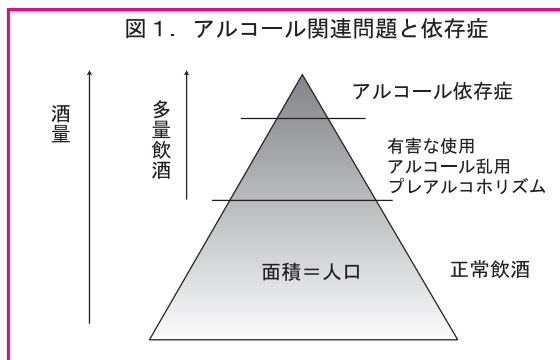 図1．アルコール関連問題と依存症
酒量
多量飲酒
アルコール依存症
有害な使用
アルコール乱用
プレアルコホリズム
面積＝人口
正常飲酒